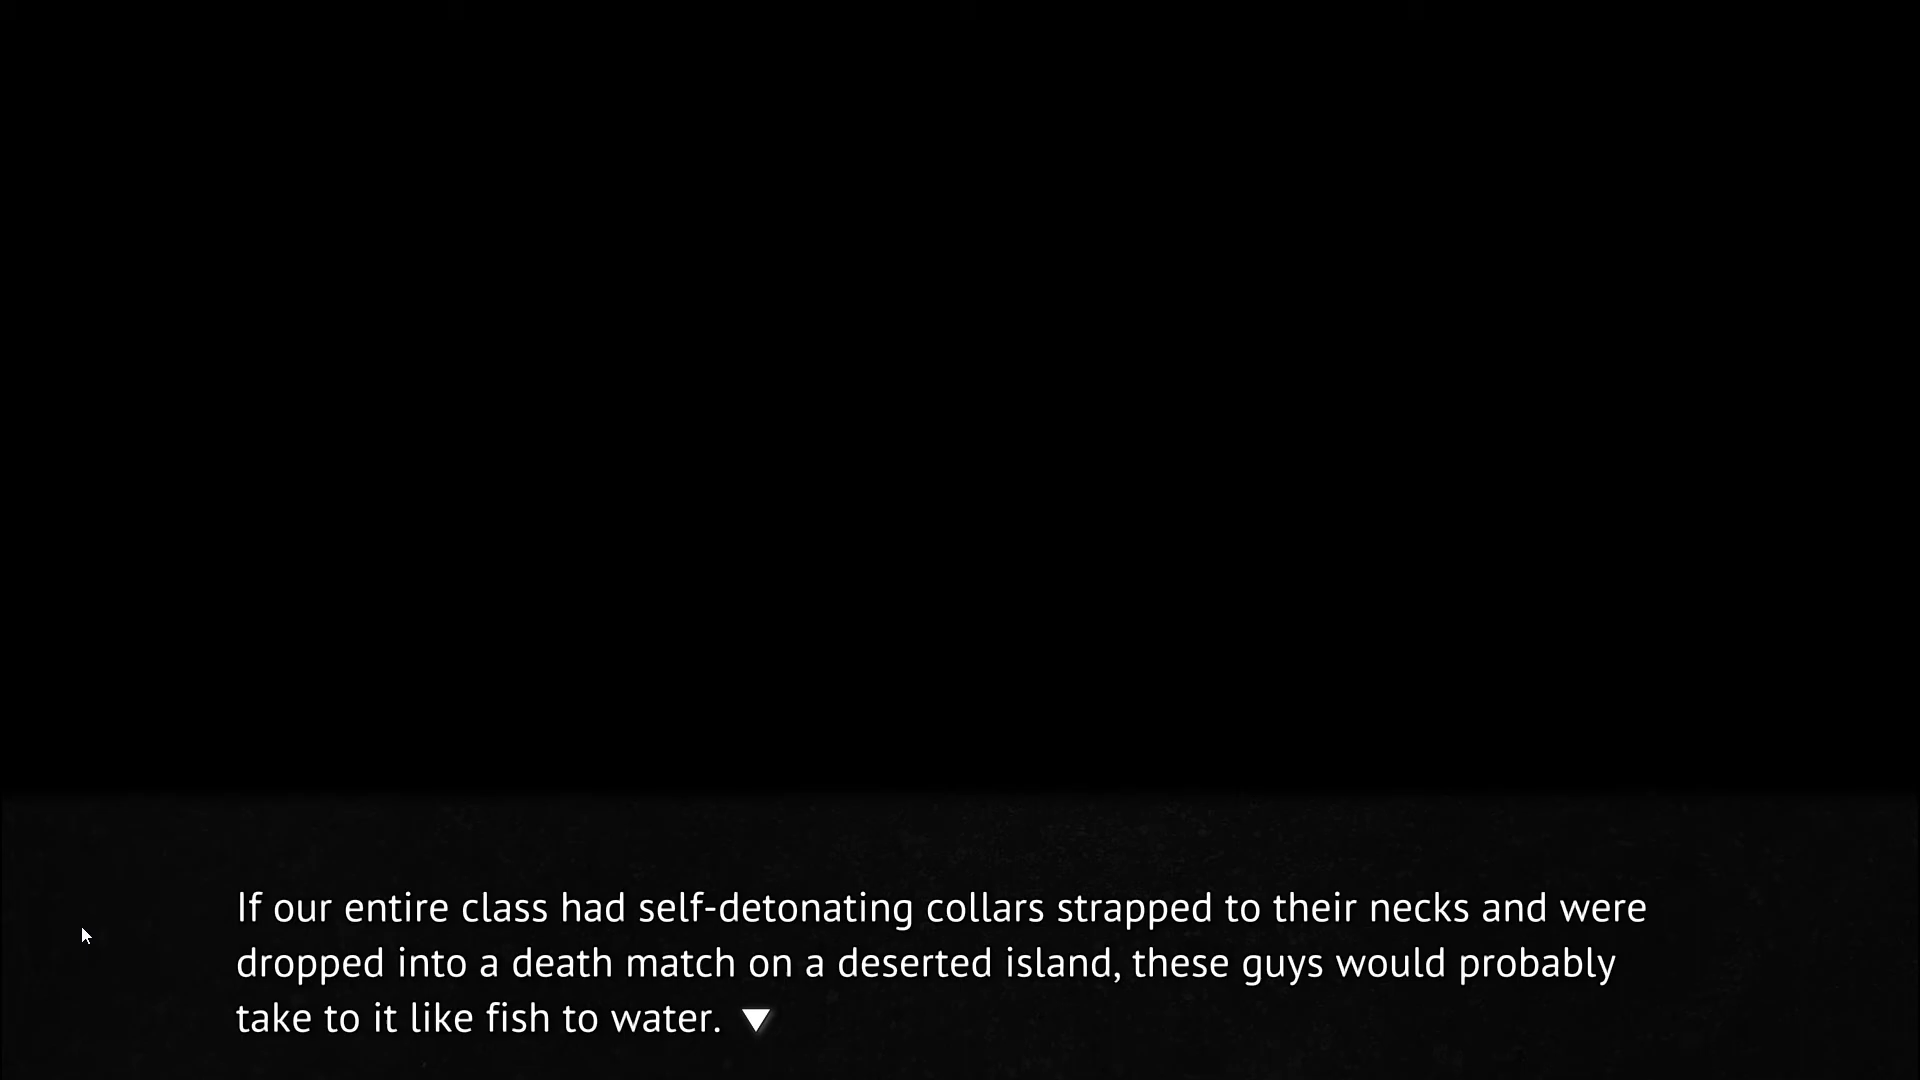 If our entire class had self-detonating collars strapped to their necks and were
dropped into a death match on a deserted island, these guys would probably
take to it like fish to water.